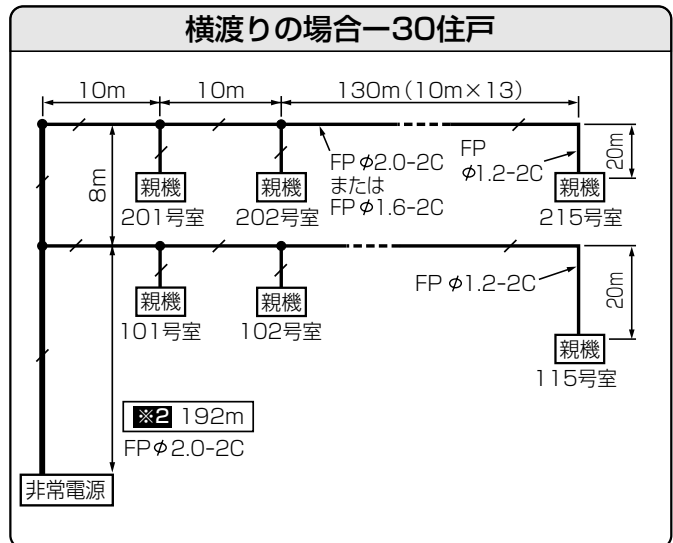 横渡りの場合ー30住戸
10m
10m
130m(10m×13)
FPφ2.0-2C
または
FPφ1.6-2C
FP
φ1.2-2C
20m
8m
親機
201号室
親機
202号室
親機
215号室
FP φ1.2-2C
20m
親機
101号室
親機
102号室
親機
115号室
※2 192m
FPφ2.0-2C
非常電源